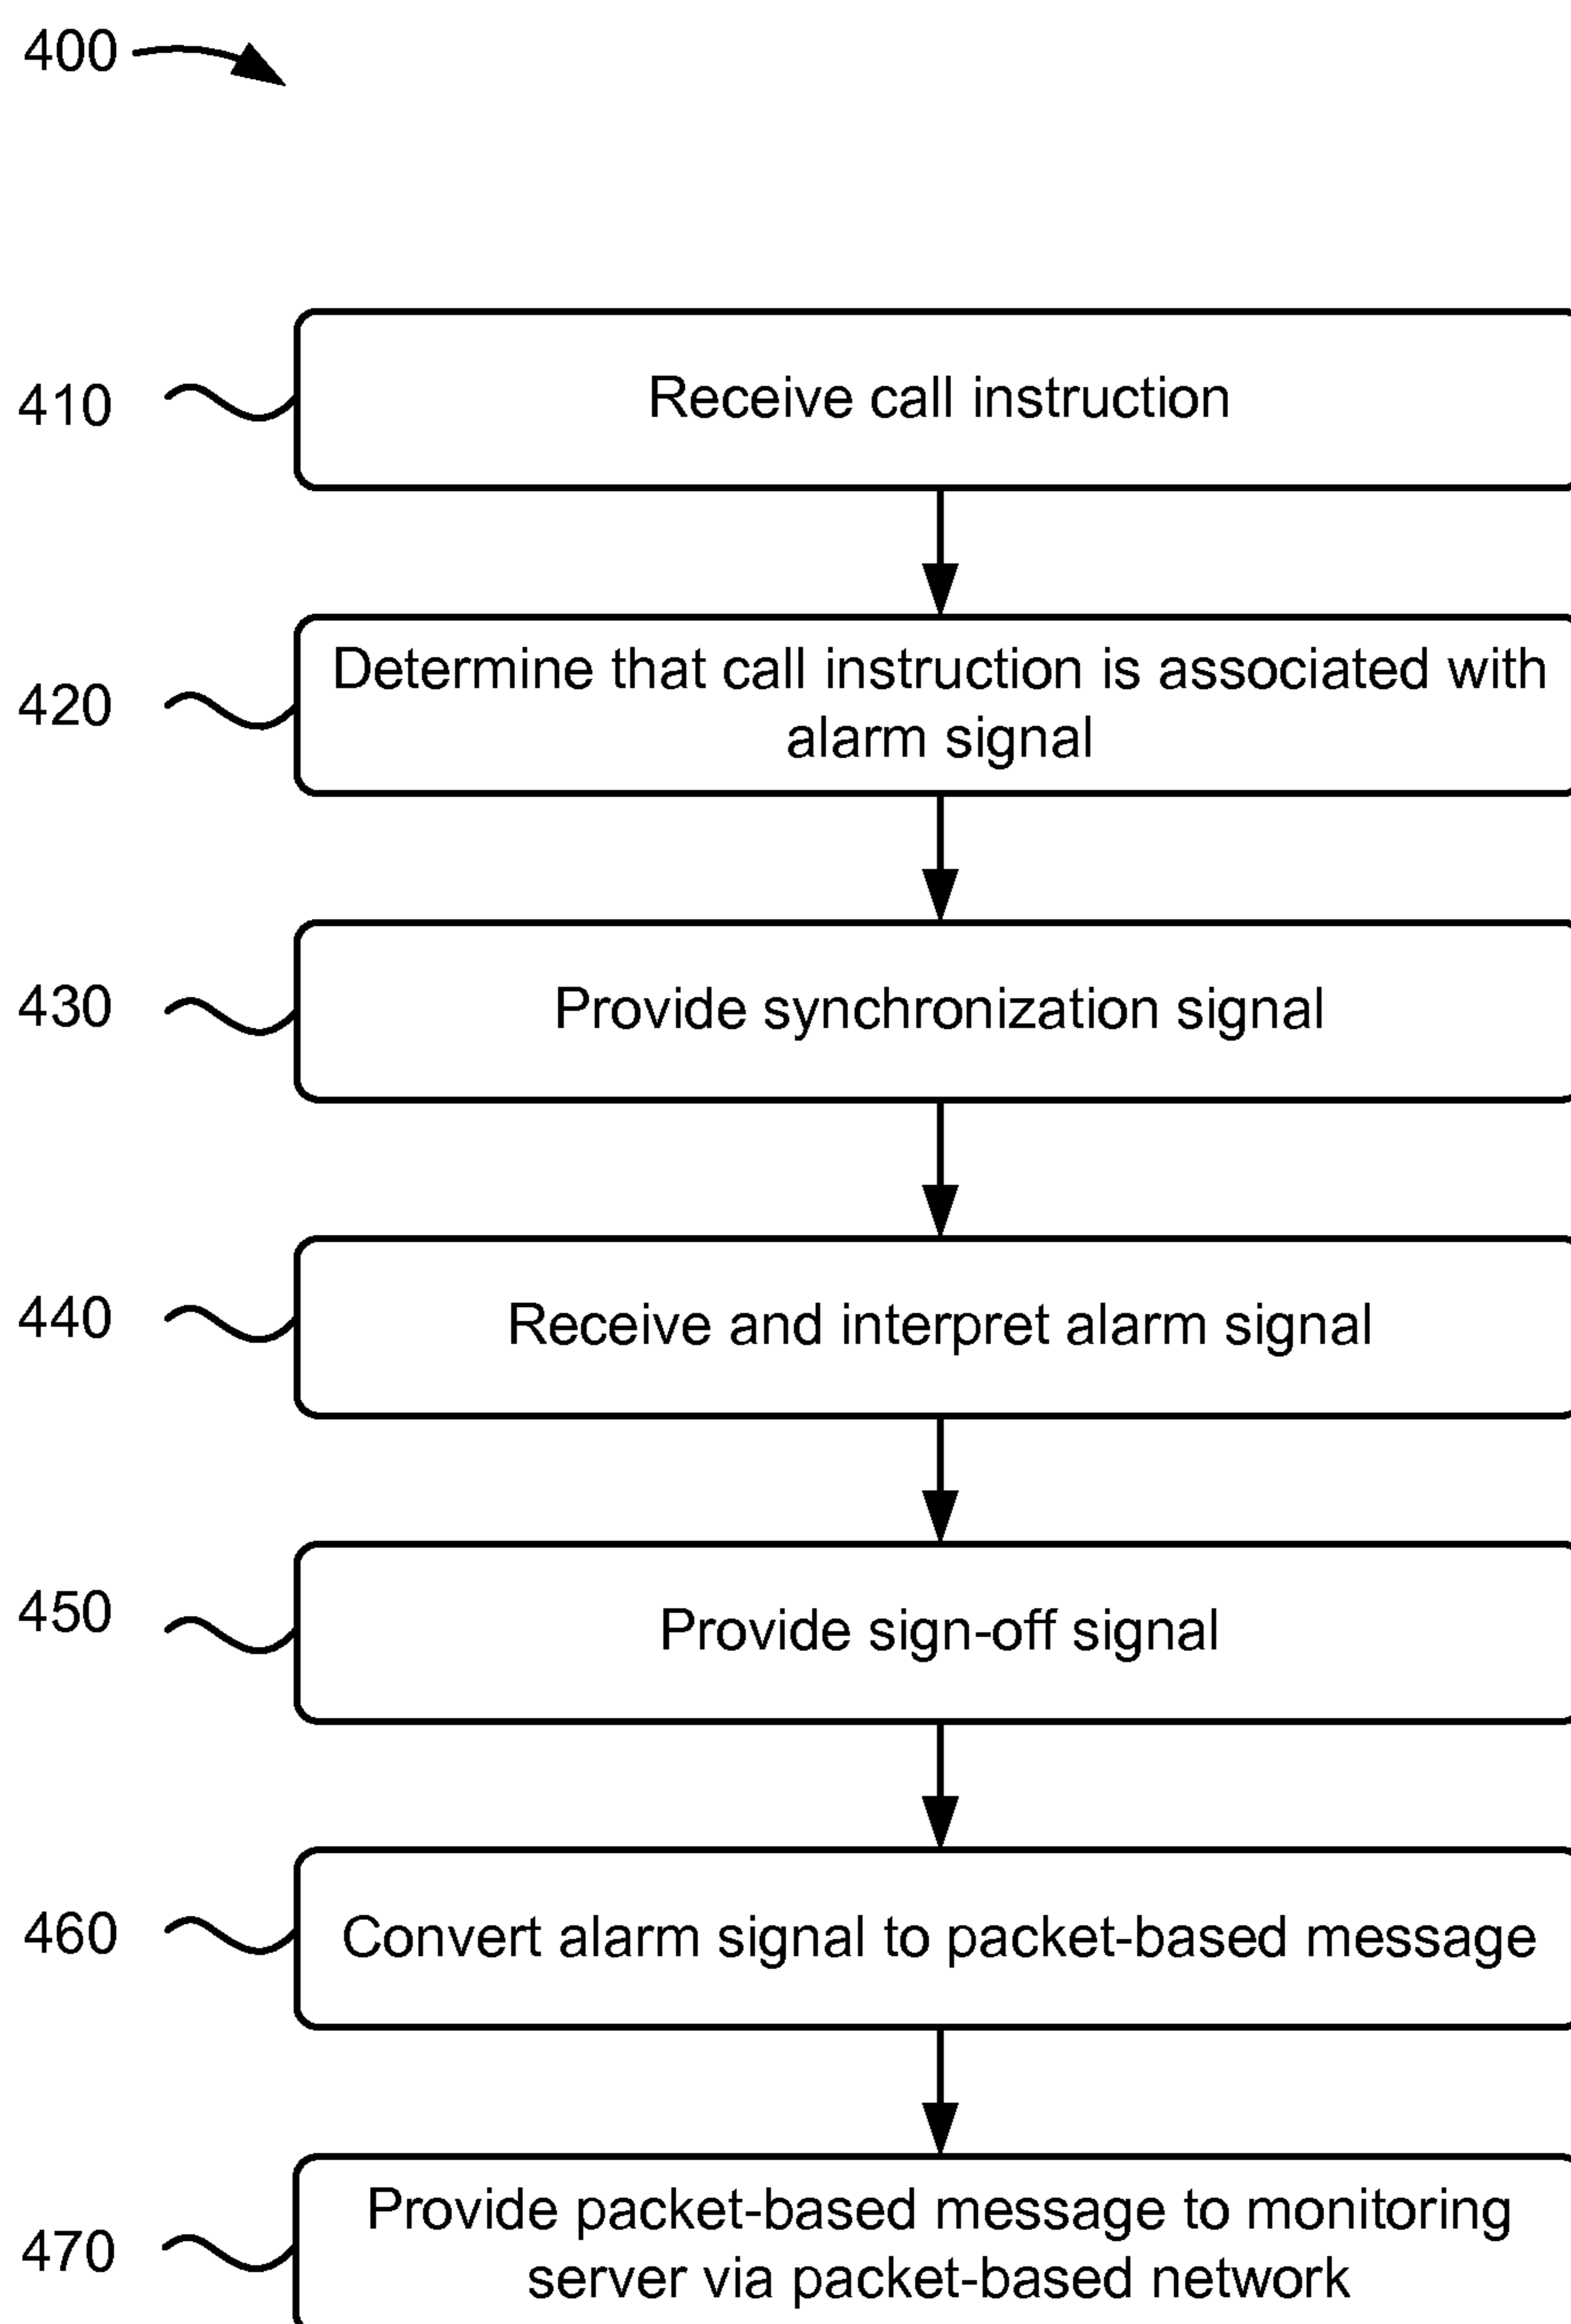 400
410
Receive call instruction
420
Determine that call instruction is associated with
alarm signal
430
Provide synchronization signal
440
Receive and interpret alarm signal
450
Provide sign-off signal
460
Convert alarm signal to packet-based message
470
Provide packet-based message to monitoring
server via packet-based network